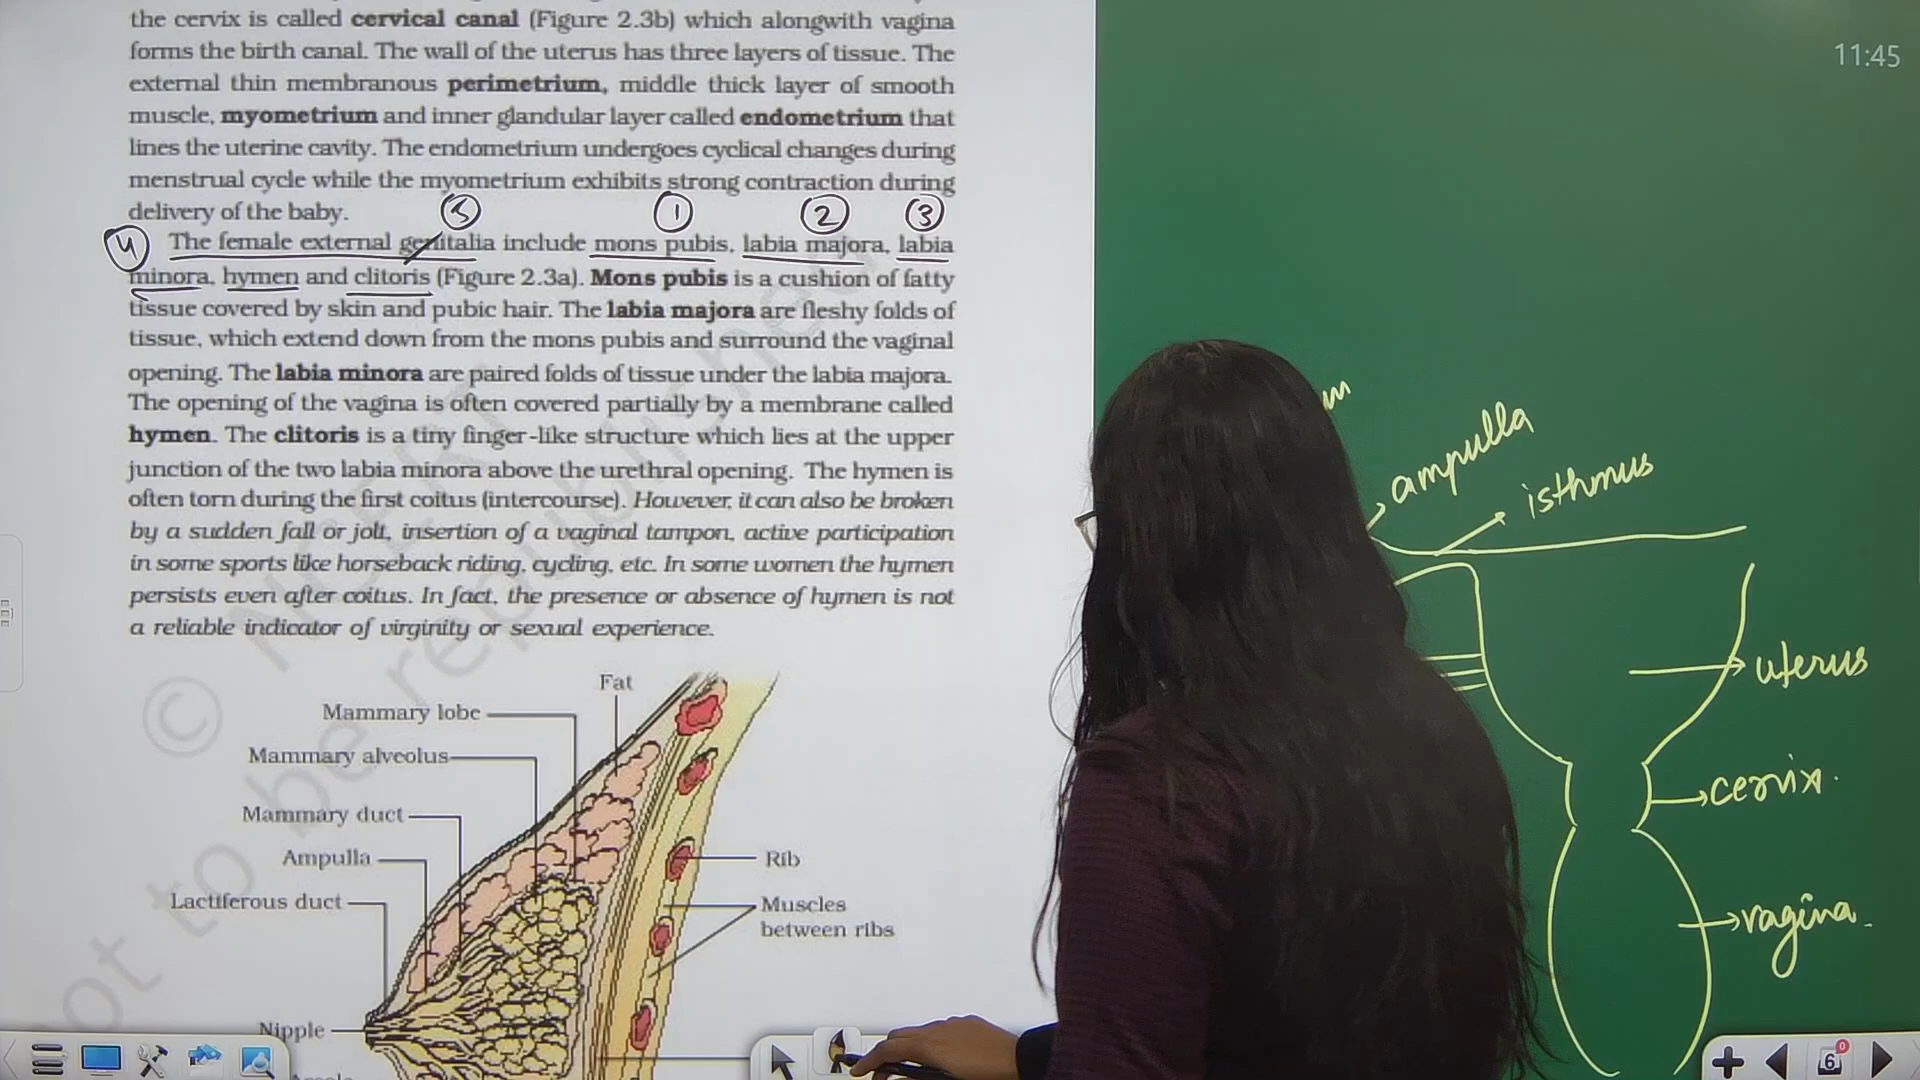 the cervix is called cervical canal (Figure 2.3b) which alongwith vagina
forms the birth canal. The wall of the uterus has three layers of tissue. The
external thin membranous perimetrium, middle thick layer of smooth
muscle, myometrium and inner glandular layer called endometrium that
lines the uterine cavity. The endometrium undergoes cyclical changes during
menstrual cycle while the myometrium exhibits strong contraction during
delivery of the baby.
5 1 2 3
4
The female external genitalia include mons pubis, labia majora, labia
minora, hymen and clitoris (Figure 2.3a). Mons pubis is a cushion of fatty
tissue covered by skin and pubic hair. The labia majora are fleshy folds of
tissue, which extend down from the mons pubis and surround the vaginal
opening. The labia minora are paired folds of tissue under the labia majora.
The opening of the vagina is often covered partially by a membrane called
hymen. The clitoris is a tiny finger-like structure which lies at the upper
junction of the two labia minora above the urethral opening. The hymen is
often torn during the first coitus (intercourse). However, it can also be broken
by a sudden fall or jolt, insertion of a vaginal tampon, active participation
in some sports like horseback riding, cycling, etc. In some women the hymen
persists even after coitus. In fact, the presence or absence of hymen is not
a reliable indicator of virginity or sexual experience.
Fat
Mammary lobe
Mammary alveolus
Mammary duct
Ampulla
Lactiferous duct
Nipple
Rib
Muscles
between ribs
© NCERT
not to be republished
11:45
ampulla
isthmus
uterus
cervix.
vagina.
6
0